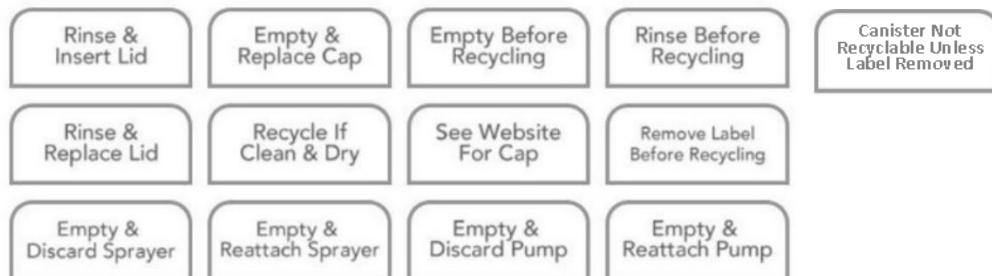 Rinse &
Insert Lid
Empty &
Replace Cap
Empty Before
Recycling
Rinse Before
Recycling
Canister Not
Recyclable Unless
Label Removed
Rinse &
Replace Lid
Recycle If
Clean & Dry
See Website
For Cap
Remove Label
Before Recycling
Empty &
Discard Sprayer
Empty &
Reattach Sprayer
Empty &
Discard Pump
Empty &
Reattach Pump